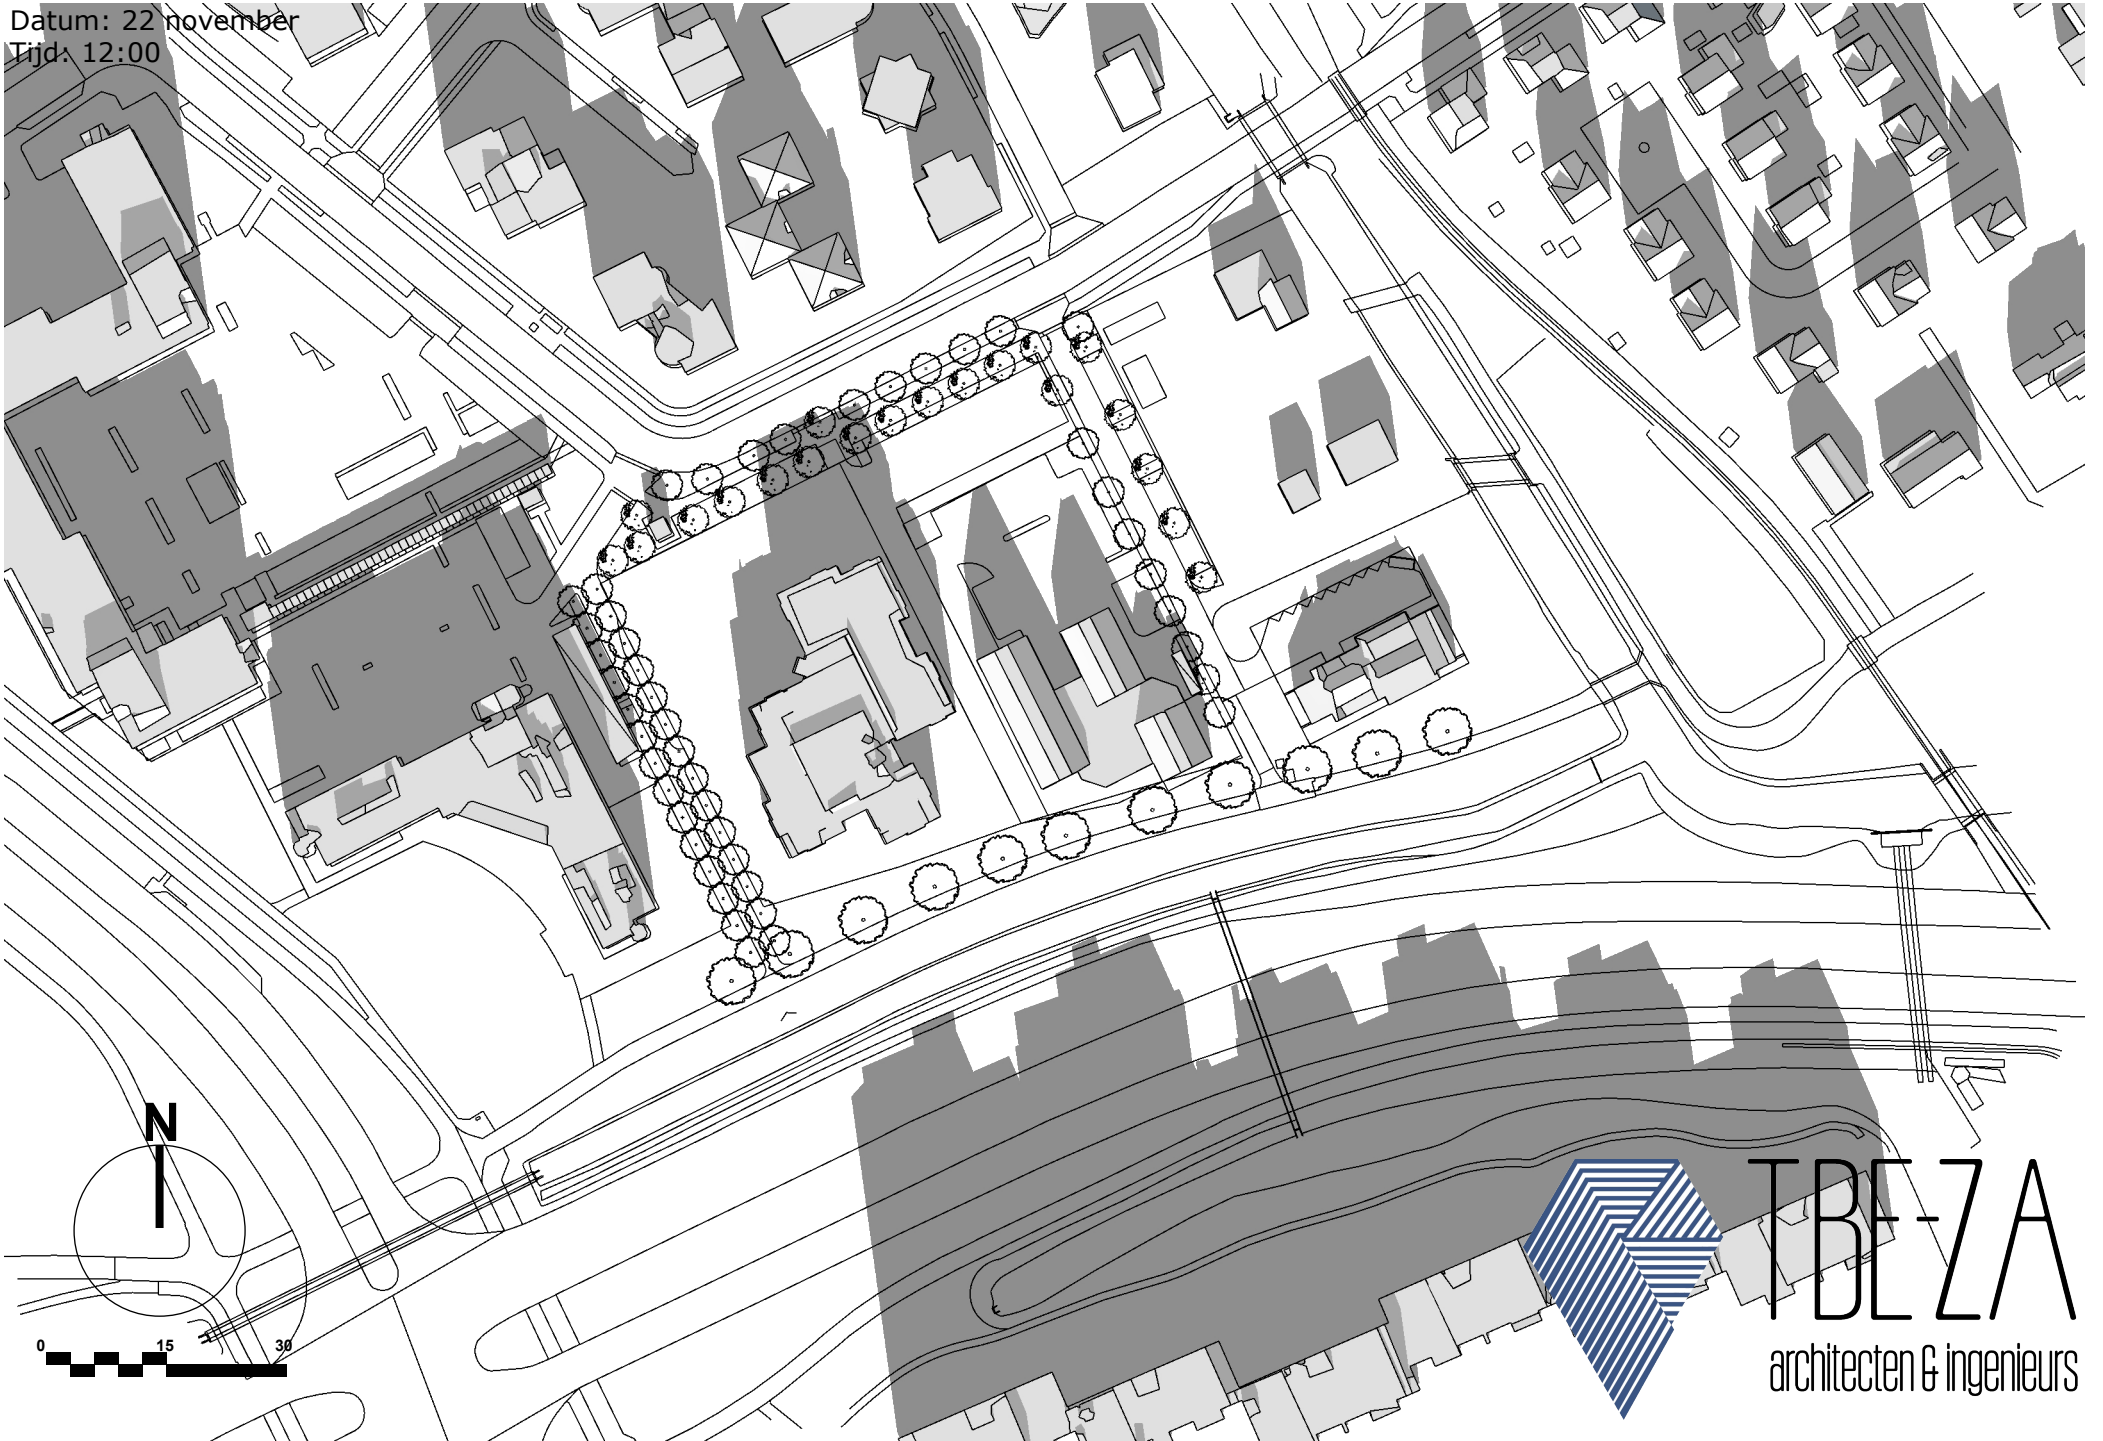 Datum: 22 november
Tijd: 12:00
N
0 15 30
TBE-ZA
architecten & ingenieurs